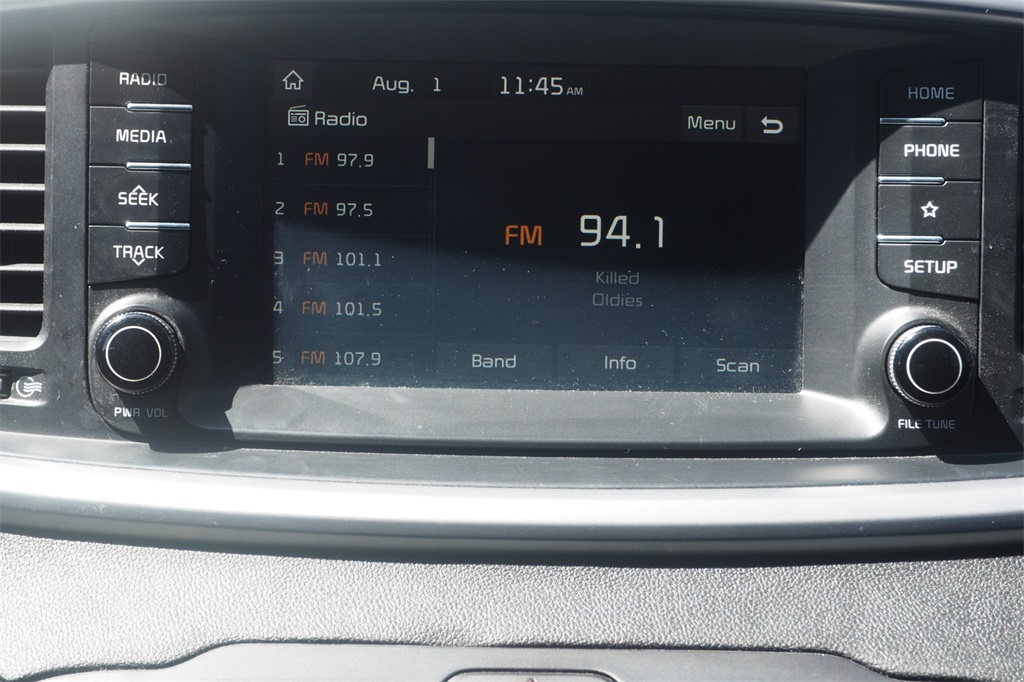 RADIO
MEDIA
SEEK
TRACK
PWR VOL
Aug. 1 11:45 AM
Radio
Menu
1 FM 97.9
2 FM 97.5
3 FM 101.1
4 FM 101.5
5 FM 107.9
FM 94.1
Killed
Oldies
Band Info Scan
HOME
PHONE
SETUP
FILE TUNE